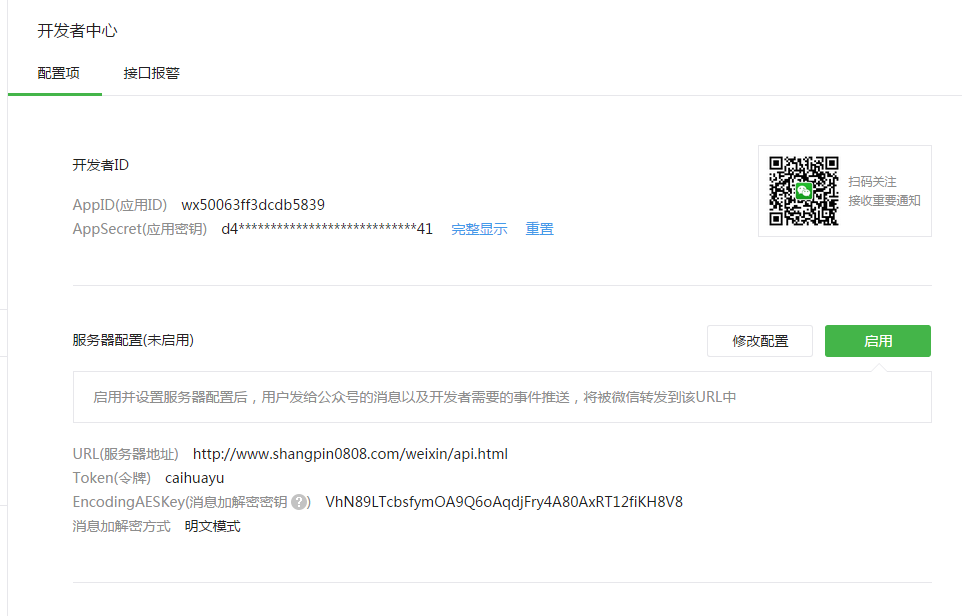 开发者中心
配置项 接口报警
开发者ID
AppID(应用ID) wx50063ff3dcdb5839
AppSecret(应用密钥) d4****************************41 完整显示 重置
扫码关注
接收重要通知
服务器配置(未启用) 修改配置 启用
启用并设置服务器配置后，用户发给公众号的消息以及开发者需要的事件推送，将被微信转发到该URL中
URL(服务器地址) http://www.shangpin0808.com/weixin/api.html
Token(令牌) caihuayu
EncodingAESKey(消息加解密密钥 ?) VhN89LTcbsfymOA9Q6oAqdjFry4A80AxRT12fiKH8V8
消息加解密方式 明文模式